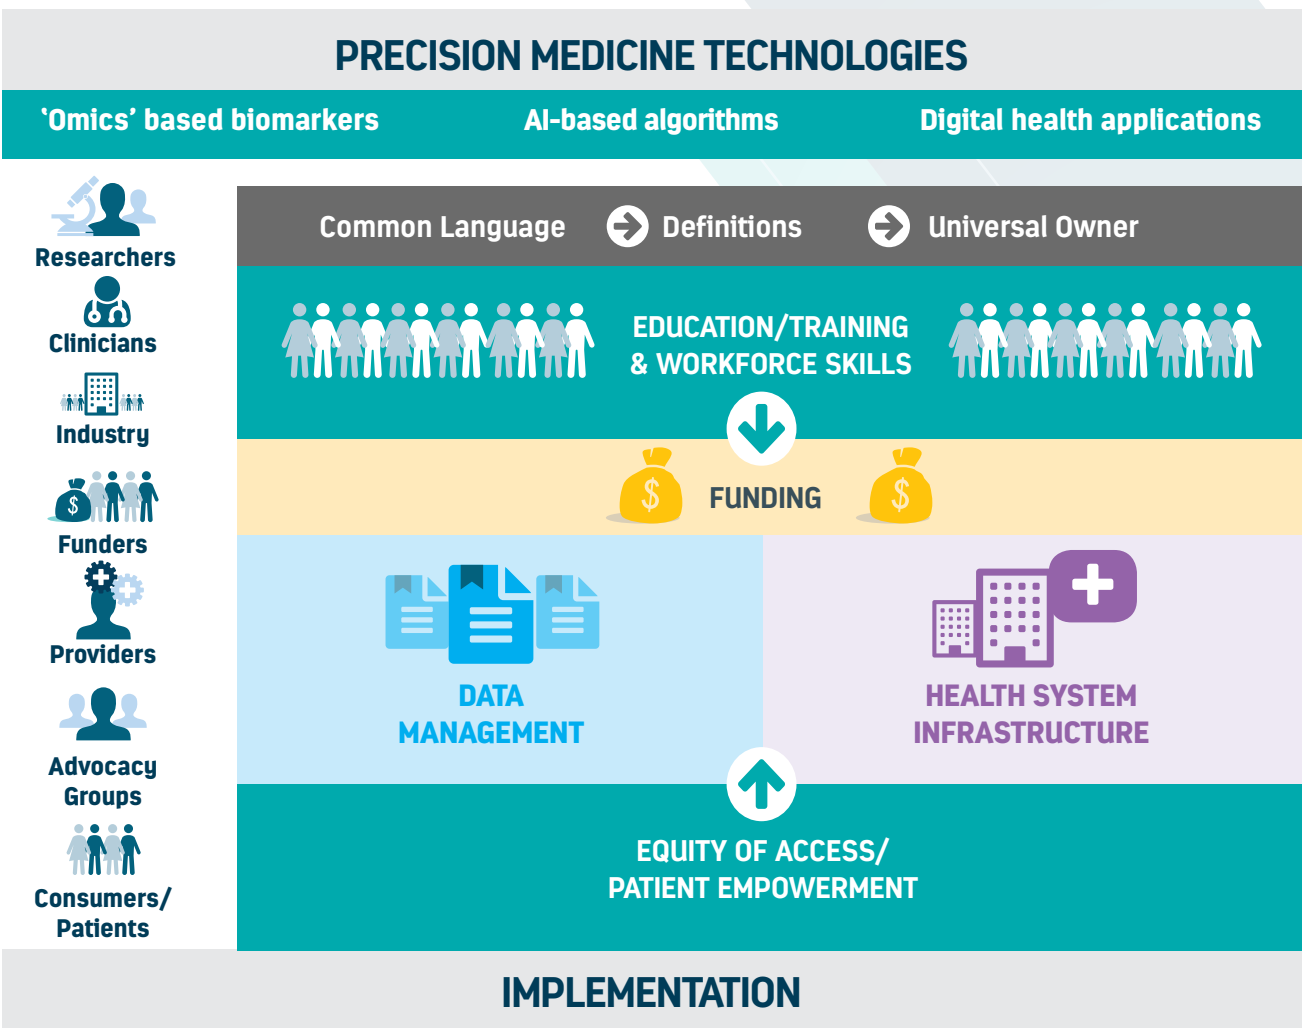 PRECISION MEDICINE TECHNOLOGIES
‘Omics’ based biomarkers
AI-based algorithms
Digital health applications
Researchers
Clinicians
Industry
$
Funders
Providers
Advocacy
Groups
Consumers/
Patients
Common Language
Definitions
Universal Owner
EDUCATION/TRAINING
& WORKFORCE SKILLS
$
FUNDING
$
DATA
MANAGEMENT
HEALTH SYSTEM
INFRASTRUCTURE
EQUITY OF ACCESS/
PATIENT EMPOWERMENT
IMPLEMENTATION